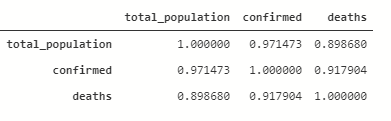 total_population confirmed deaths
total_population 1.000000 0.971473 0.898680
confirmed 0.971473 1.000000 0.917904
deaths 0.898680 0.917904 1.000000